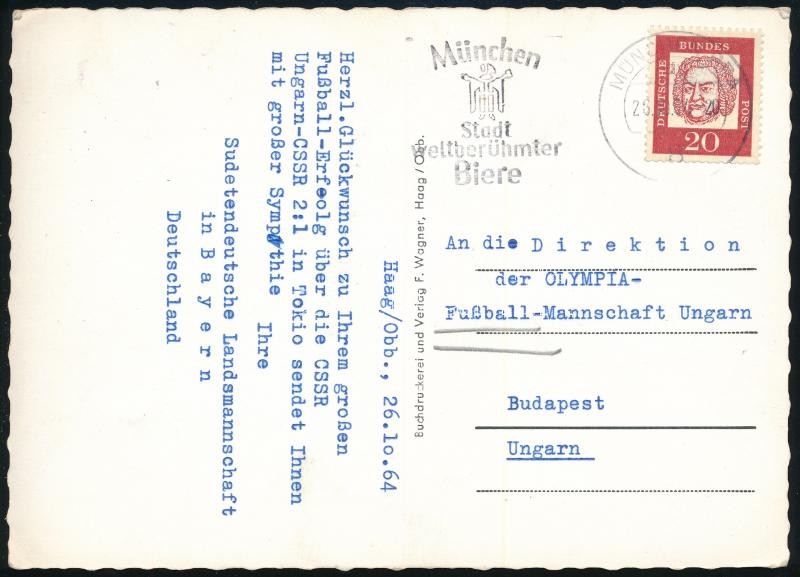 Haag/Obb., 26.10.64
Herzl.Glückwunsch zu Ihrem großen
Fußball-Erfeolg über die CSSR
Ungarn-CSSR 2:1 in Tokio sendet Ihnen
mit großer Sympthie
Ihre
Sudetendeutsche Landsmannschaft
in B a y e r n
Deutschland
Buchdruckerei und Verlag F. Wagner, Haag / Obb.
München
Stadt
weltberühmter
Biere
DEUTSCHE
BUNDES
POST
20
An die D i r e k t i o n
der OLYMPIA-
Fußball-Mannschaft Ungarn
Budapest
Ungarn